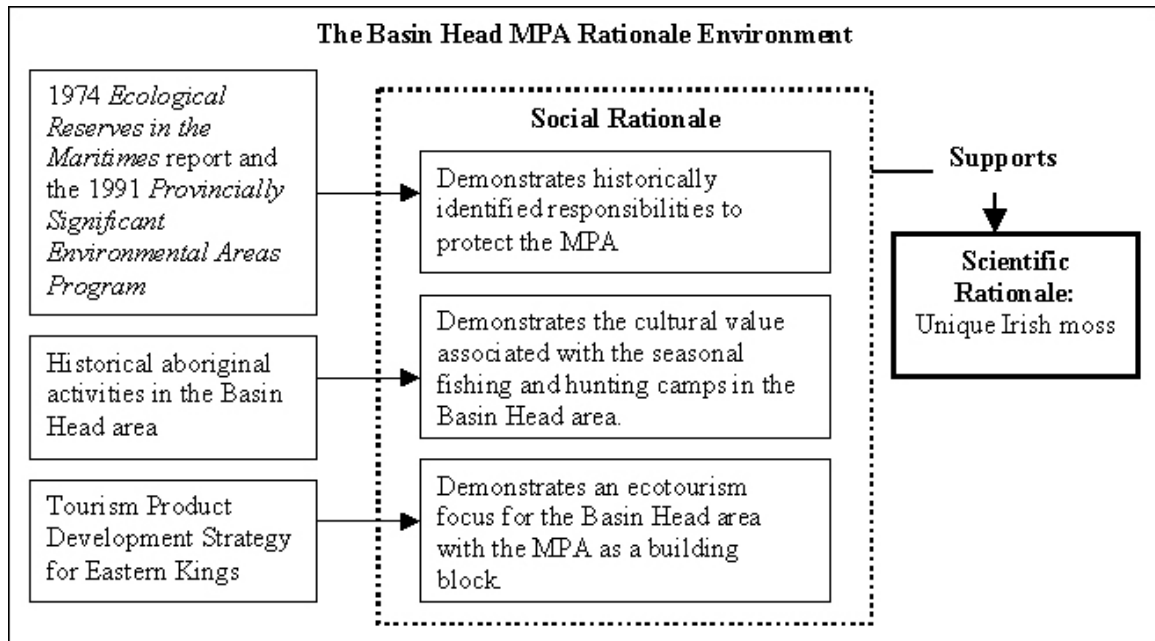 The Basin Head MPA Rationale Environment
1974 Ecological
Reserves in the
Maritimes report and
the 1991 Provincially
Significant
Environmental Areas
Program
Historical aboriginal
activities in the Basin
Head area
Tourism Product
Development Strategy
for Eastern Kings
Social Rationale
Demonstrates historically
identified responsibilities to
protect the MPA
Demonstrates the cultural value
associated with the seasonal
fishing and hunting camps in the
Basin Head area.
Demonstrates an ecotourism
focus for the Basin Head area
with the MPA as a building
block.
Supports
Scientific
Rationale:
Unique Irish moss